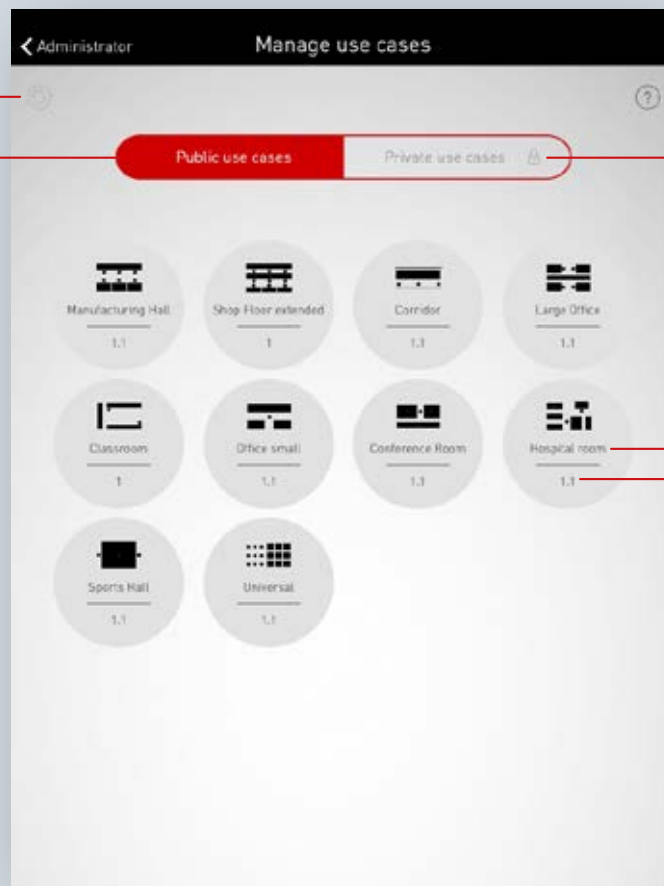 Administrator
Manage use cases
?
Public use cases
Private use cases
Manufacturing Hall
1.1
Shop Floor extended
1
Corridor
1.1
Large Office
1.1
Classroom
1
Office small
1.1
Conference Room
1.1
Hospital room
1.1
Sports Hall
1.1
Universal
1.1